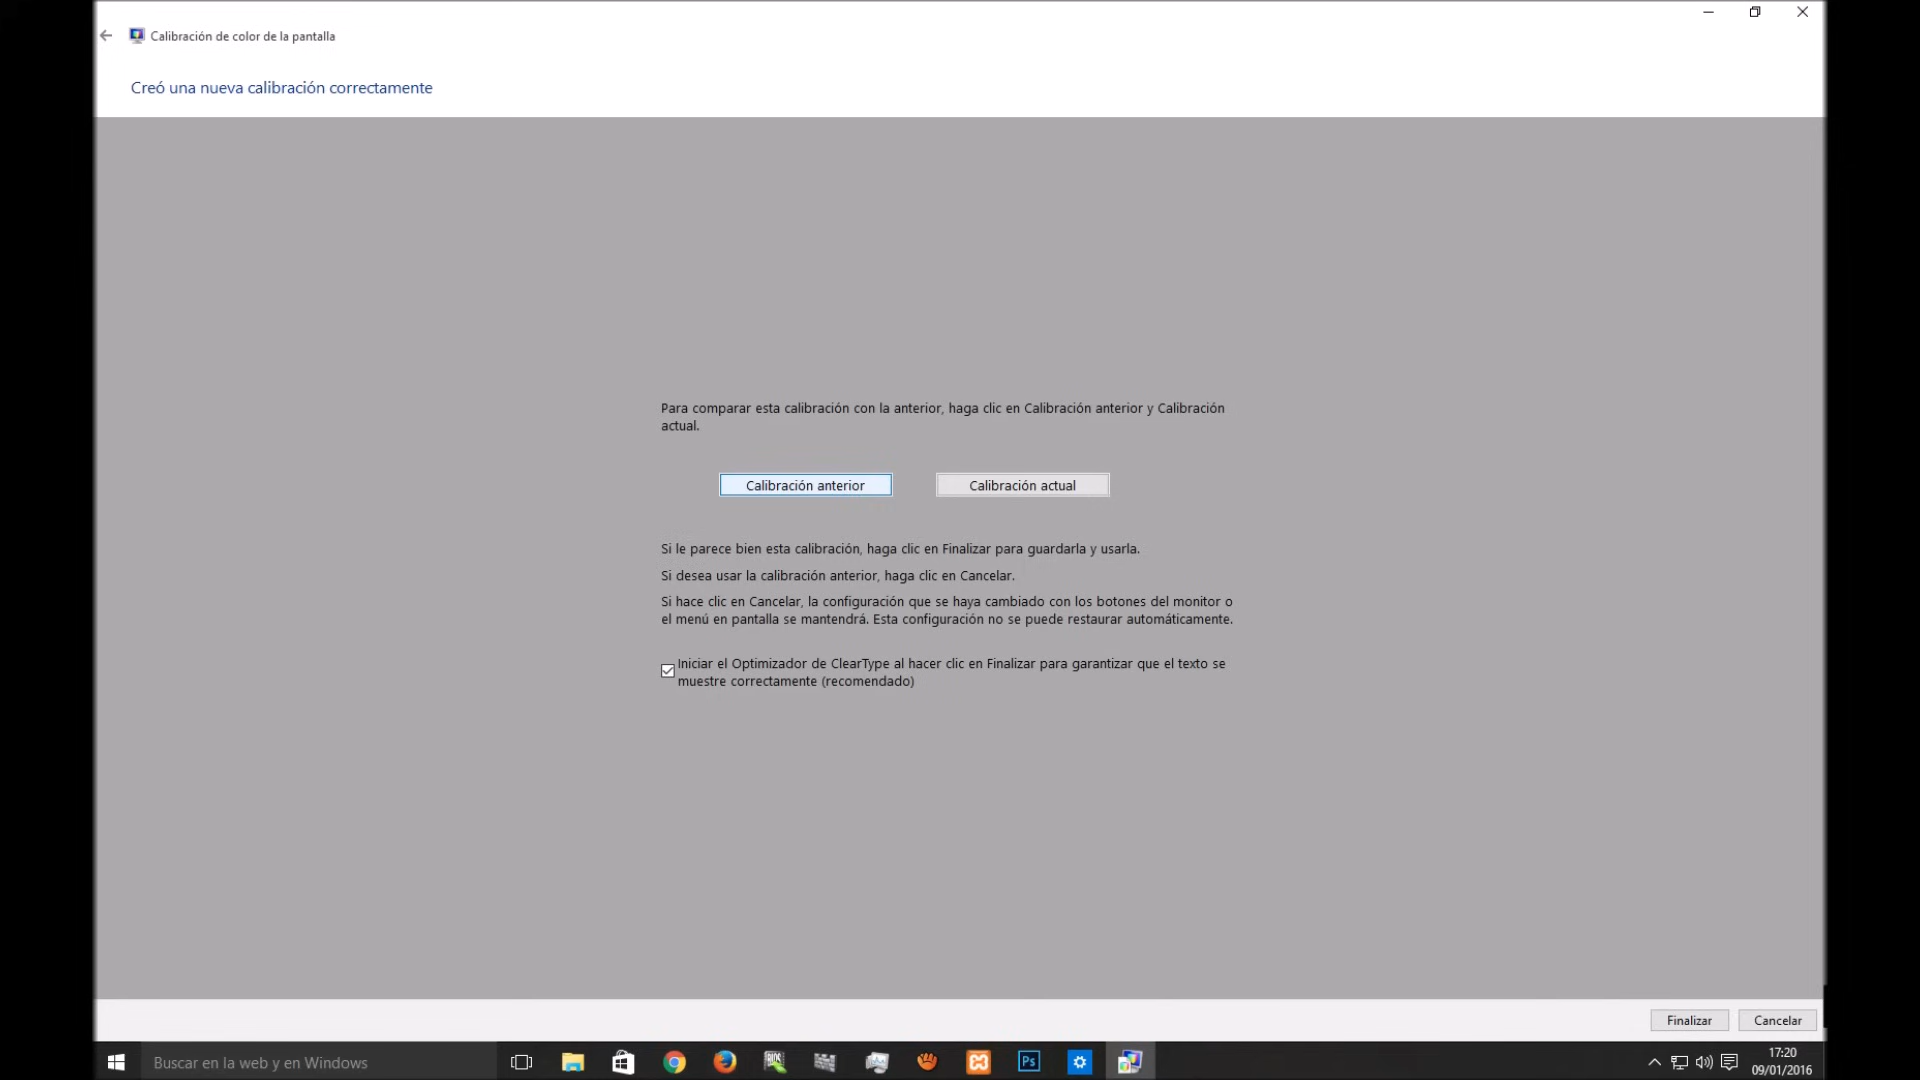 Calibración de color de la pantalla
Creó una nueva calibración correctamente
Para comparar esta calibración con la anterior, haga clic en Calibración anterior y Calibración
actual.
Calibración anterior
Calibración actual
Si le parece bien esta calibración, haga clic en Finalizar para guardarla y usarla.
Si desea usar la calibración anterior, haga clic en Cancelar.
Si hace clic en Cancelar, la configuración que se haya cambiado con los botones del monitor o
el menú en pantalla se mantendrá. Esta configuración no se puede restaurar automáticamente.
Iniciar el Optimizador de ClearType al hacer clic en Finalizar para garantizar que el texto se
muestre correctamente (recomendado)
Finalizar
Cancelar
Buscar en la web y en Windows
BIDS
Ps
17:20
09/01/2016